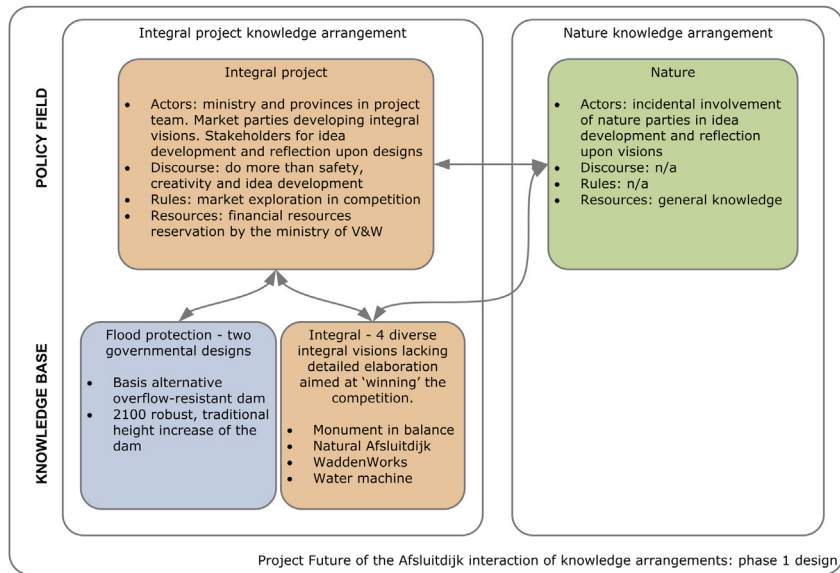 Integral project knowledge arrangement
Nature knowledge arrangement
POLICY FIELD
Integral project
• Actors: ministry and provinces in project
team. Market parties developing integral
visions. Stakeholders for idea
development and reflection upon designs
• Discourse: do more than safety,
creativity and idea development
• Rules: market exploration in competition
• Resources: financial resources
reservation by the ministry of V&W
Nature
• Actors: incidental involvement
of nature parties in idea
development and reflection
upon visions
• Discourse: n/a
• Rules: n/a
• Resources: general knowledge
KNOWLEDGE BASE
Flood protection - two
governmental designs
• Basis alternative
overflow-resistant dam
• 2100 robust, traditional
height increase of the
dam
Integral - 4 diverse
integral visions lacking
detailed elaboration
aimed at ‘winning’ the
competition.
• Monument in balance
• Natural Afsluitdijk
• WaddenWorks
• Water machine
Project Future of the Afsluitdijk interaction of knowledge arrangements: phase 1 design